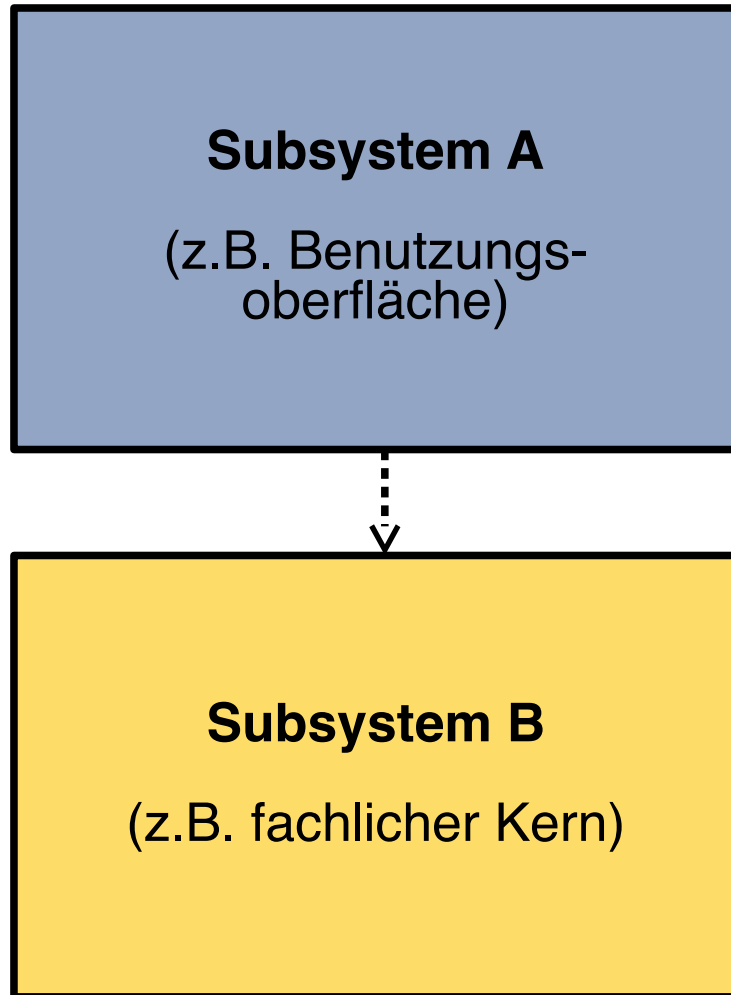 Subsystem A
(z.B. Benutzungs-
oberfläche)
Subsystem B
(z.B. fachlicher Kern)